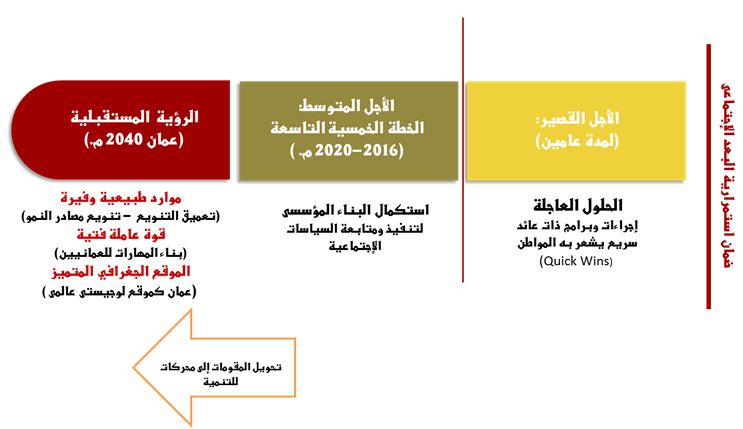 ضمان استمرارية البعد الإجتماعي
الأجل القصير:
(لمدة عامين)
الحلول العاجلة
إجراءات وبرامج ذات عائد
سريع يشعر به المواطن
(Quick Wins)
الأجل المتوسط:
الخطة الخمسية التاسعة
(2016-2020 م.)
استكمال البناء المؤسسي
لتنفيذ ومتابعة السياسات
الإجتماعية
الرؤية المستقبلية
(عمان 2040 م.)
موارد طبيعية وفيرة
(تعميق التنويع – تنويع مصادر النمو)
قوة عاملة فتية
(بناء المهارات للعمانيين)
الموقع الجغرافي المتميز
(عمان كموقع لوجيستي عالمي)
تحويل المقومات إلى محركات
للتنمية